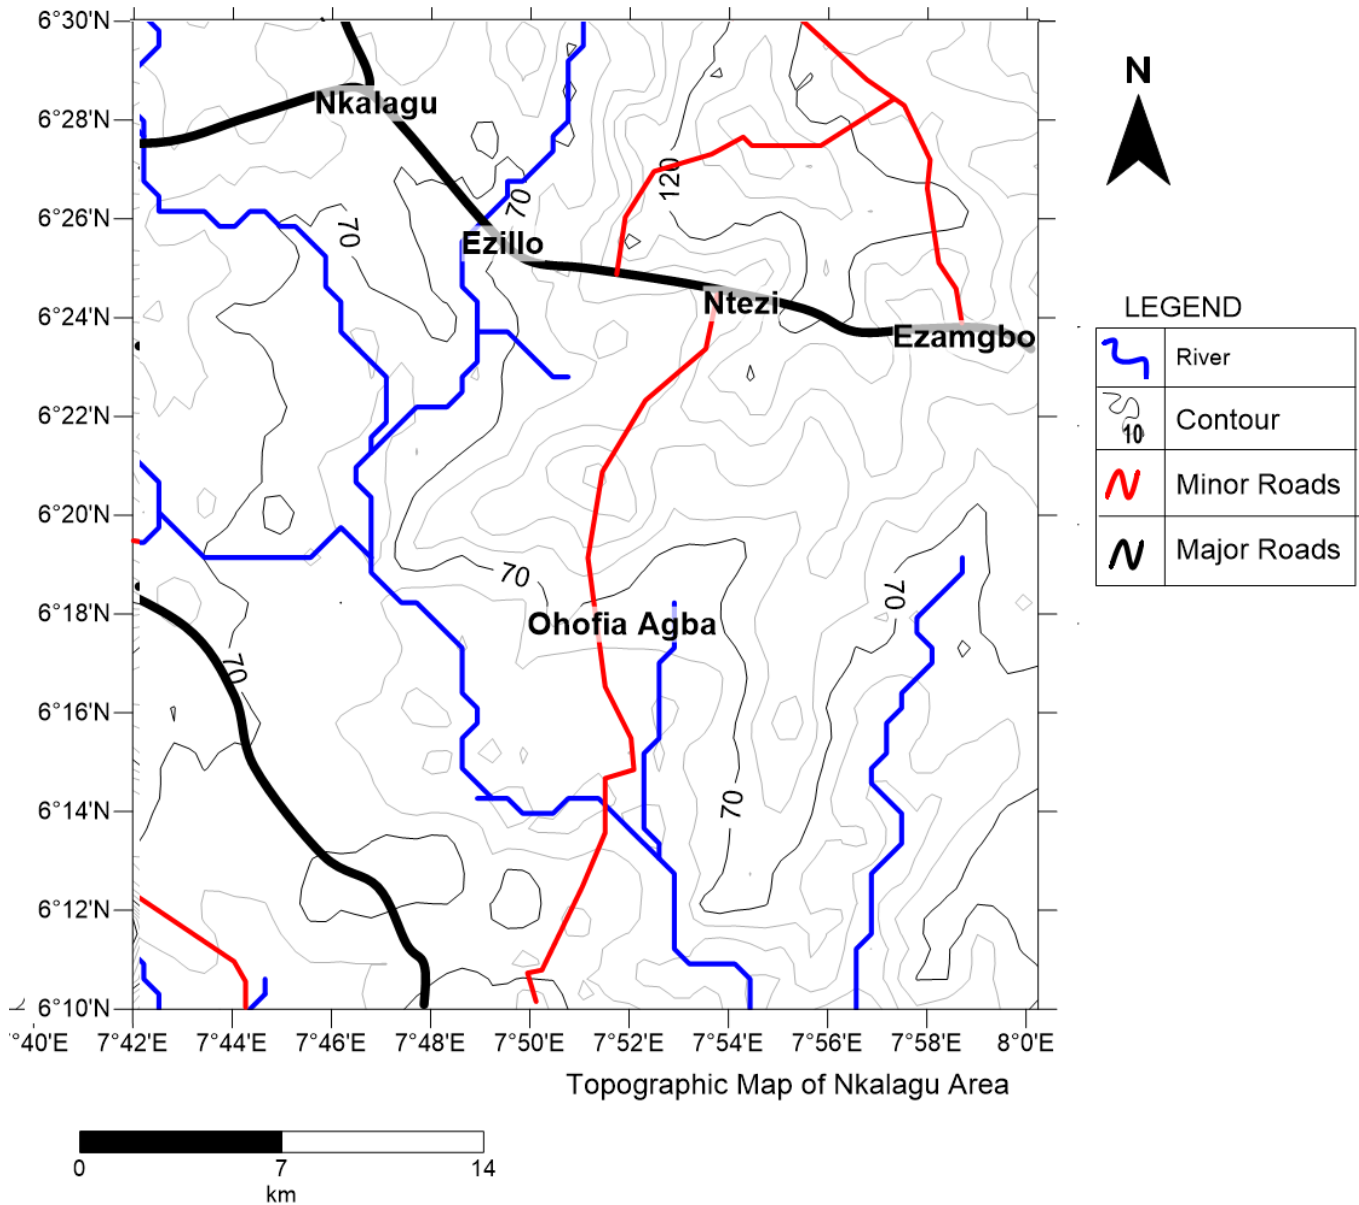 6°30'N
N
Nkalagu
6°28'N
120
6°26'N
70
70
Ezillo
Ntezi
6°24'N
Ezamgbo
LEGEND
River
10
Contour
Minor Roads
Major Roads
6°22'N
6°20'N
70
70
6°18'N
Ohofia Agba
70
6°16'N
70
6°14'N
6°12'N
6°10'N
°40'E 7°42'E 7°44'E 7°46'E 7°48'E 7°50'E 7°52'E 7°54'E 7°56'E 7°58'E 8°0'E
Topographic Map of Nkalagu Area
0 7 14
km